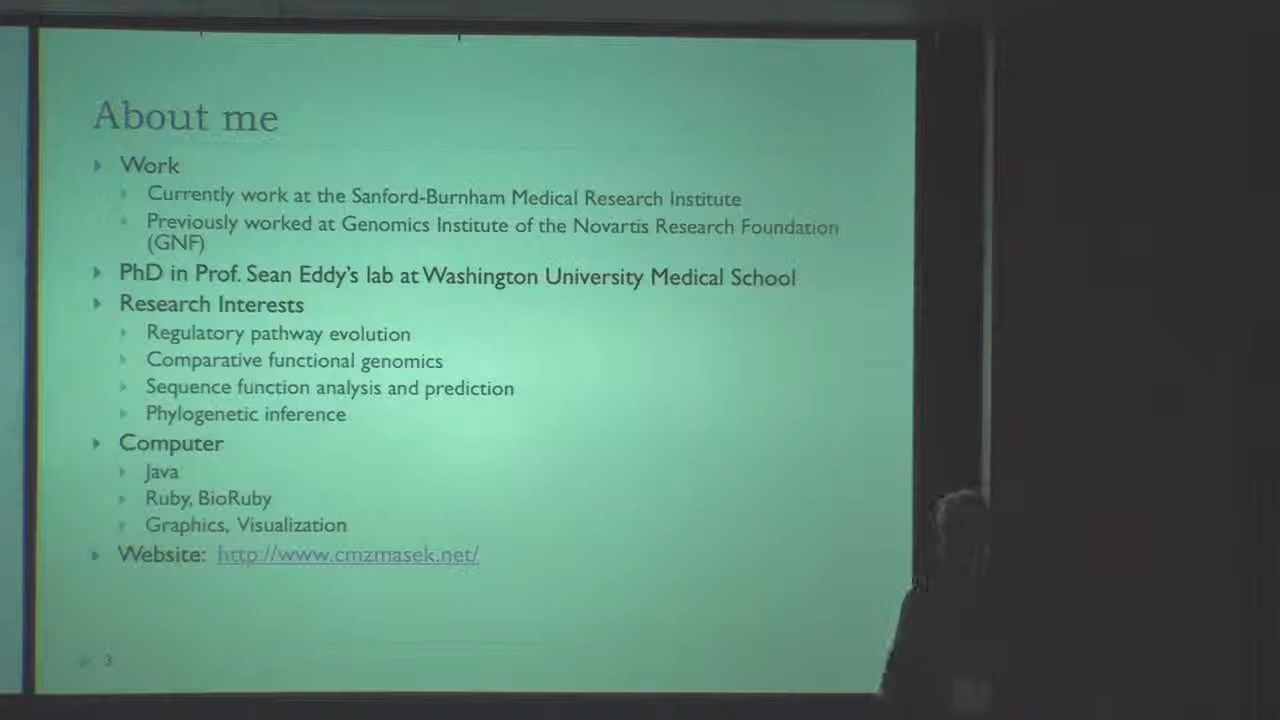 About me
Work
Currently work at the Sanford-Burnham Medical Research Institute
Previously worked at Genomics Institute of the Novartis Research Foundation
(GNF)
PhD in Prof. Sean Eddy's lab at Washington University Medical School
Research Interests
Regulatory pathway evolution
Comparative functional genomics
Sequence function analysis and prediction
Phylogenetic inference
Computer
Java
Ruby, BioRuby
Graphics, Visualization
Website: http://www.cmzmasek.net/
3